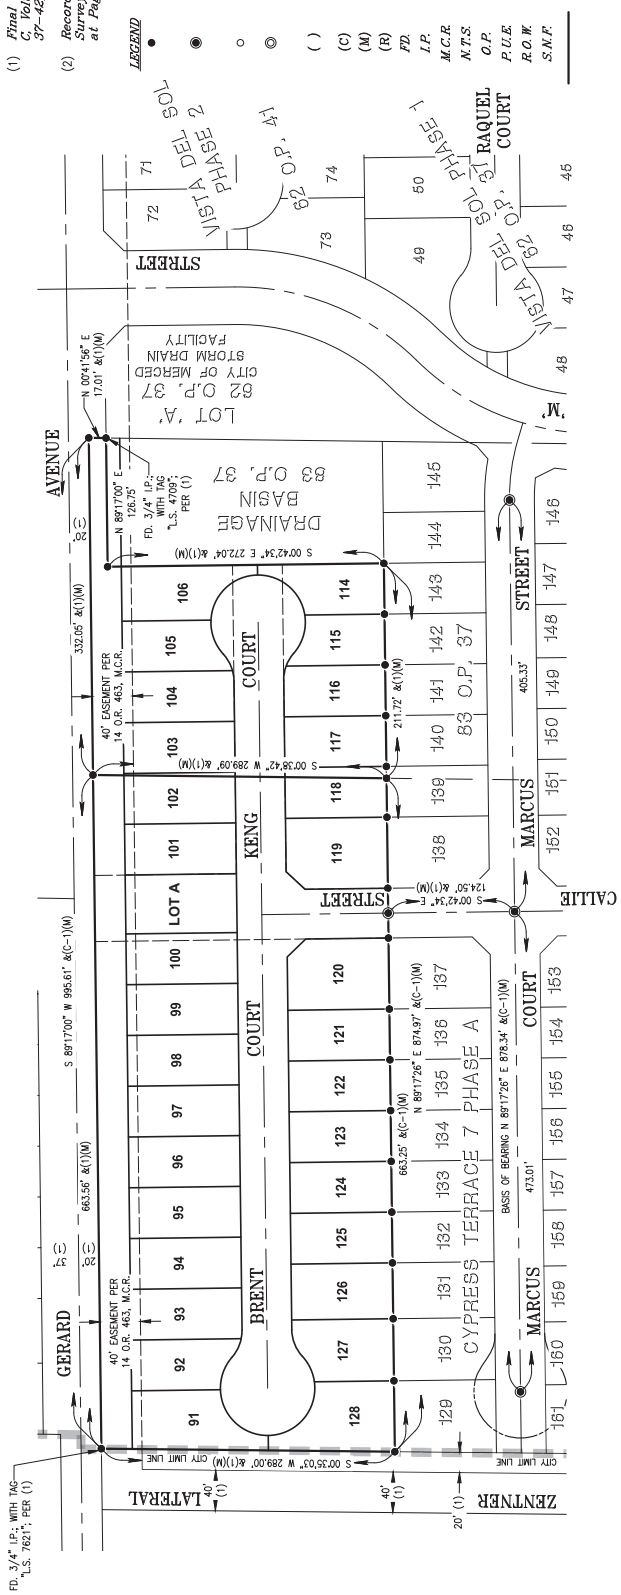 (1) Final
C, Vol
37-42
(2) Record
Survey
at Pag
LEGEND
( )
(C)
(M)
(R)
FD.
I.P.
M.C.R.
N.T.S.
O.P.
P.U.E.
R.O.W.
S.N.F.
FD. 3/4" I.P.; WITH TAG
"L.S. 7621"; PER (1)
GERARD
AVENUE
37'
(1)
20'
(1)
S 89'17'00" W 995.61' &(C-1)(M)
663.56' &(1)(M)
332.05' &(1)(M)
20'
(1)
N 00'41'56" E
17.01' &(1)(M)
40' EASEMENT PER
14 O.R. 463, M.C.R.
40' EASEMENT PER
14 O.R. 463, M.C.R.
N 89'17'00" E
126.75'
FD. 3/4" I.P.;
WITH TAG
"L.S. 4709";
PER (1)
91
92
93
94
95
96
97
98
99
100
LOT A
101
102
103
104
105
106
BRENT
COURT
KENG
COURT
S 00'35'03" W 289.00' &(1)(M)
S 00'38'42" W 289.09' &(1)(M)
S 00'42'34" E 272.04' &(1)(M)
128
127
126
125
124
123
122
121
120
STREET
119
118
117
116
115
114
663.25' &(C-1)(M)
N 89'17'26" E 874.97' &(C-1)(M)
211.72' &(1)(M)
S 00'42'34" E
124.50' &(1)(M)
129
130
131
132
133
134
135
136
137
138
139
140
141
142
143
144
145
CYPRESS TERRACE 7 PHASE A
83 O.P. 37
DRAINAGE
BASIN
83 O.P. 37
LOT 'A'
62 O.P. 37
CITY OF MERCED
STORM DRAIN
FACILITY
BASIS OF BEARING N 89'17'26" E 878.34' &(C-1)(M)
473.01'
405.33'
MARCUS
COURT
MARCUS
STREET
CALLIE
161
160
159
158
157
156
155
154
153
152
151
150
149
148
147
146
CITY LIMIT LINE
CITY LIMIT LINE
LATERAL
ZENTNER
40'
(1)
40'
(1)
20' (1)
'M'
STREET
71
72
73
74
VISTA DEL SOL
PHASE 2
62 O.P. 41
49
50
VISTA DEL SOL PHASE 1
62 O.P. 37
RAQUEL
COURT
48
47
46
45